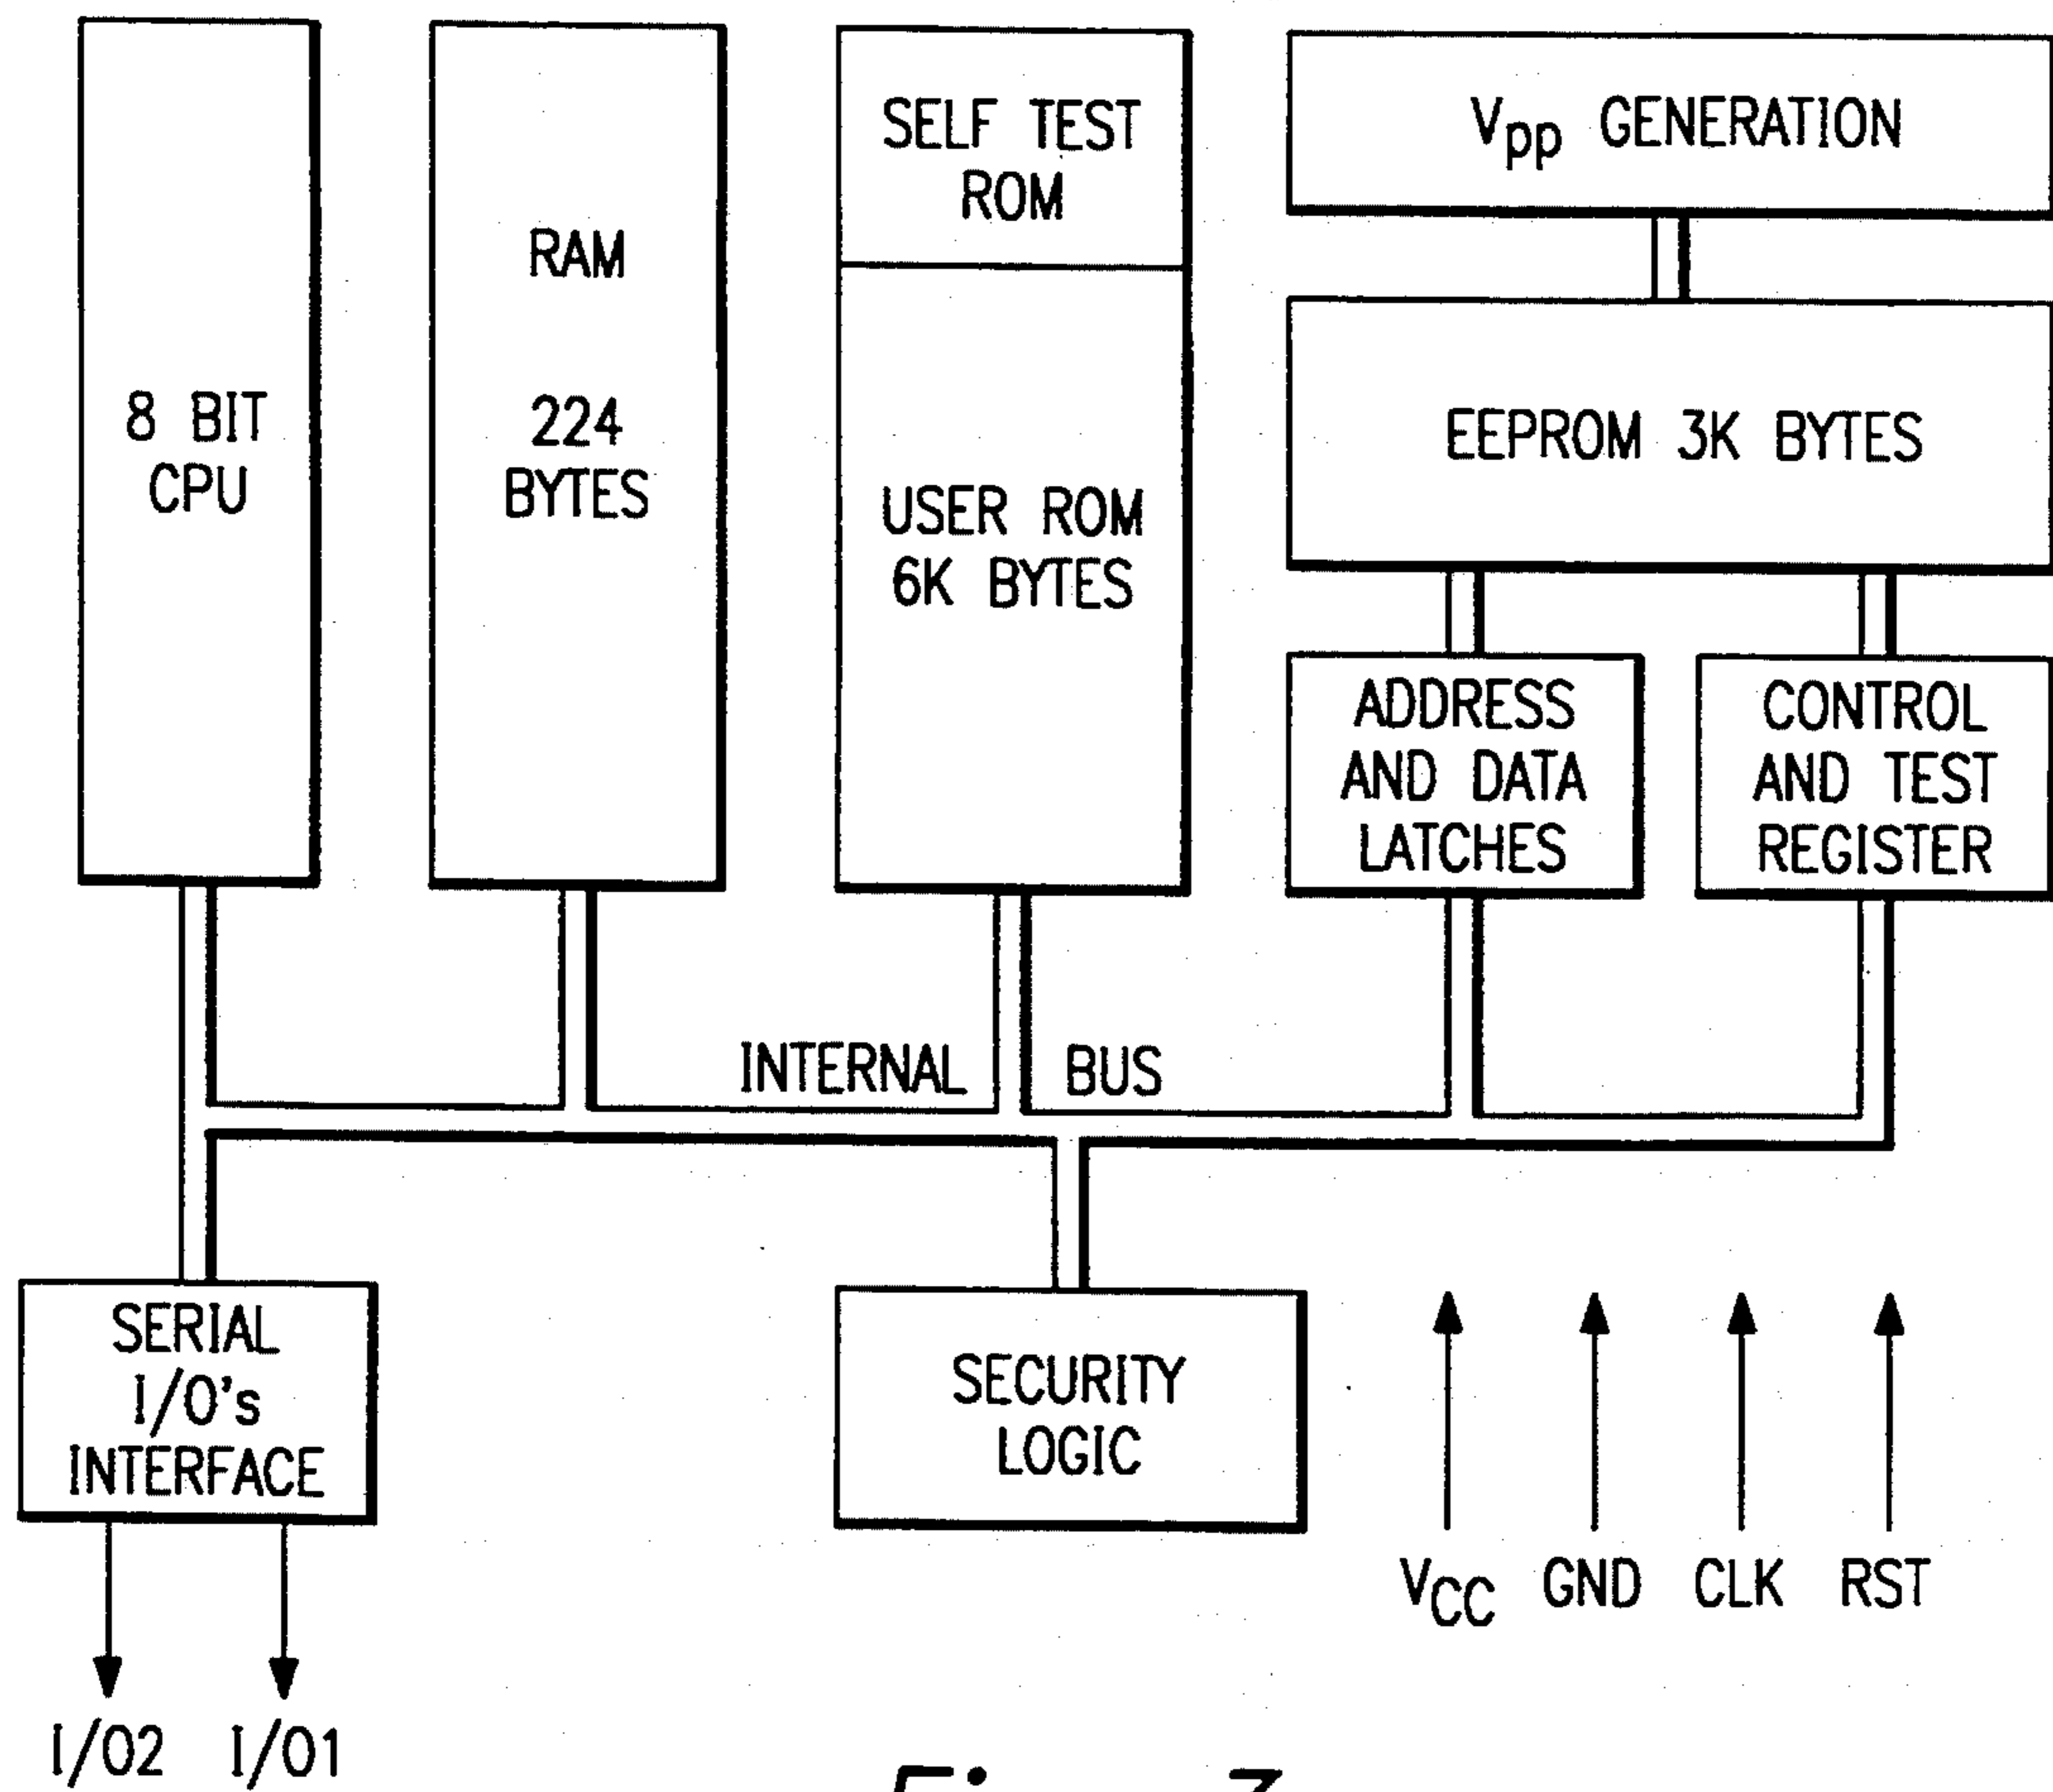 8 BIT
CPU
RAM
224
BYTES
SELF TEST
ROM
USER ROM
6K BYTES
Vpp GENERATION
EEPROM 3K BYTES
ADDRESS
AND DATA
LATCHES
CONTROL
AND TEST
REGISTER
INTERNAL BUS
SERIAL
I/O's
INTERFACE
SECURITY
LOGIC
VCC GND CLK RST
I/O2 I/O1